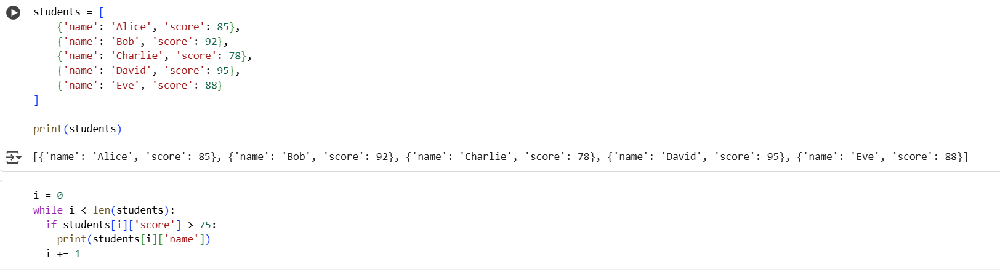 students = [
    {'name': 'Alice', 'score': 85},
    {'name': 'Bob', 'score': 92},
    {'name': 'Charlie', 'score': 78},
    {'name': 'David', 'score': 95},
    {'name': 'Eve', 'score': 88}
]

print(students)
[{'name': 'Alice', 'score': 85}, {'name': 'Bob', 'score': 92}, {'name': 'Charlie', 'score': 78}, {'name': 'David', 'score': 95}, {'name': 'Eve', 'score': 88}]
i = 0
while i < len(students):
  if students[i]['score'] > 75:
    print(students[i]['name'])
  i += 1